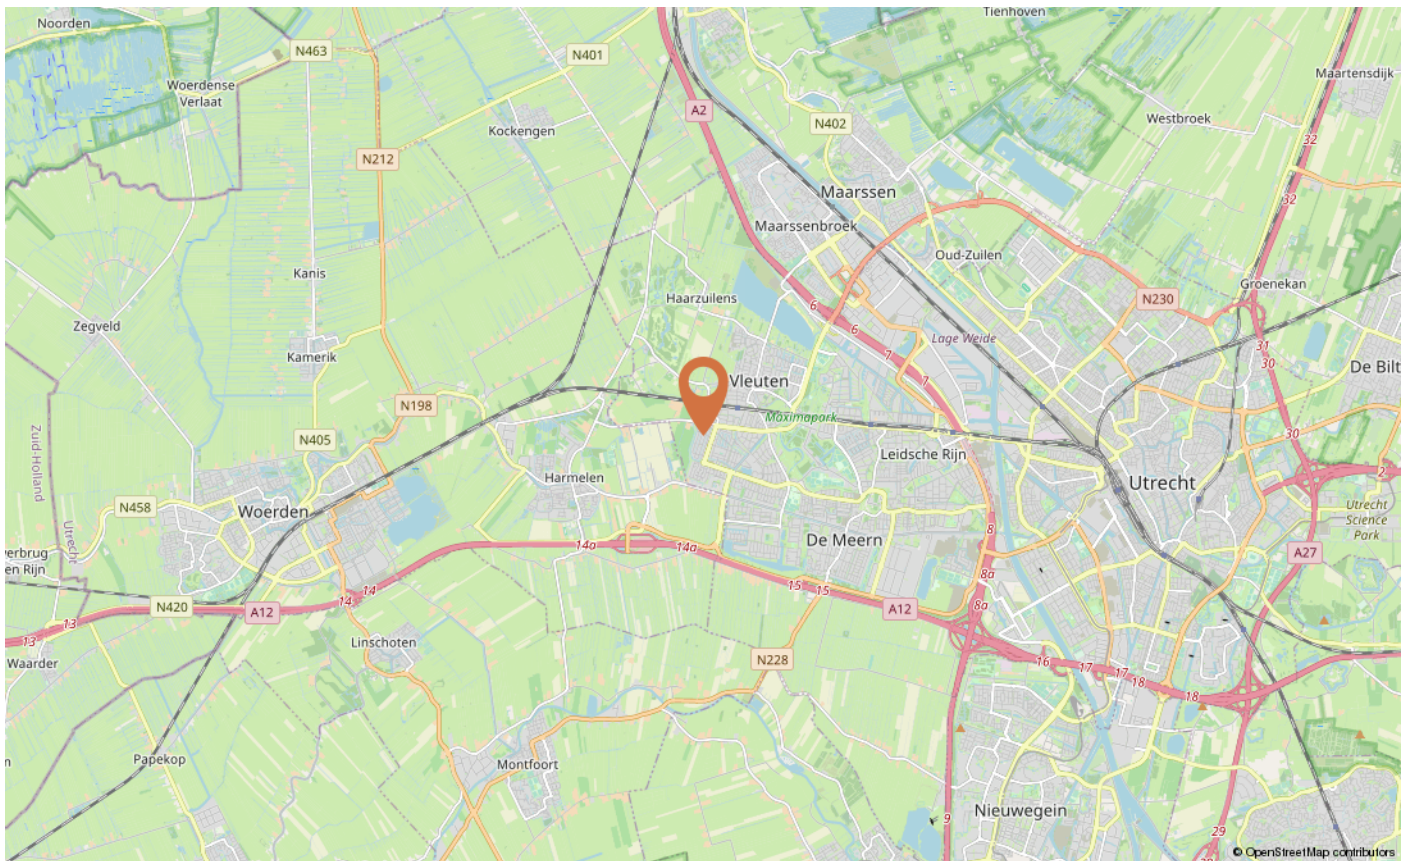 Noorden
N463
N401
Tienhoven
Woerdense
Verlaat
Maartensdijk
A2
Kockengen
N402
Westbroek
32
N212
Maarssen
32
Maarssenbroek
Oud-Zuilen
Kanis
Groenekan
Haarzuilens
N230
6
Zegveld
6
Lage Weide
31
Kamerik
7
30
De Bilt
7
Vleuten
N198
Máximapark
N405
30
Zuid-Holland
Leidsche Rijn
2
Harmelen
Utrecht
N458
Woerden
Utrecht
Science
Park
Utrecht
8
De Meern
14a
14a
A27
verbrug
en Rijn
8a
15
15
14
14
8a
N420
A12
A12
13
13
Linschoten
Waarder
N228
16
17
17
18
18
Papekop
Montfoort
n
Nieuwegein
9
29
© OpenStreetMap contributors